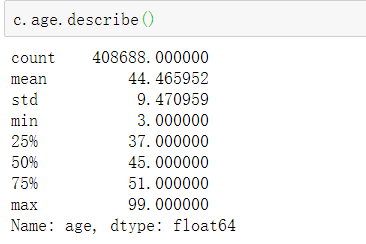 c.age.describe()
count    408688.000000
mean         44.465952
std           9.470959
min           3.000000
25%          37.000000
50%          45.000000
75%          51.000000
max          99.000000
Name: age, dtype: float64